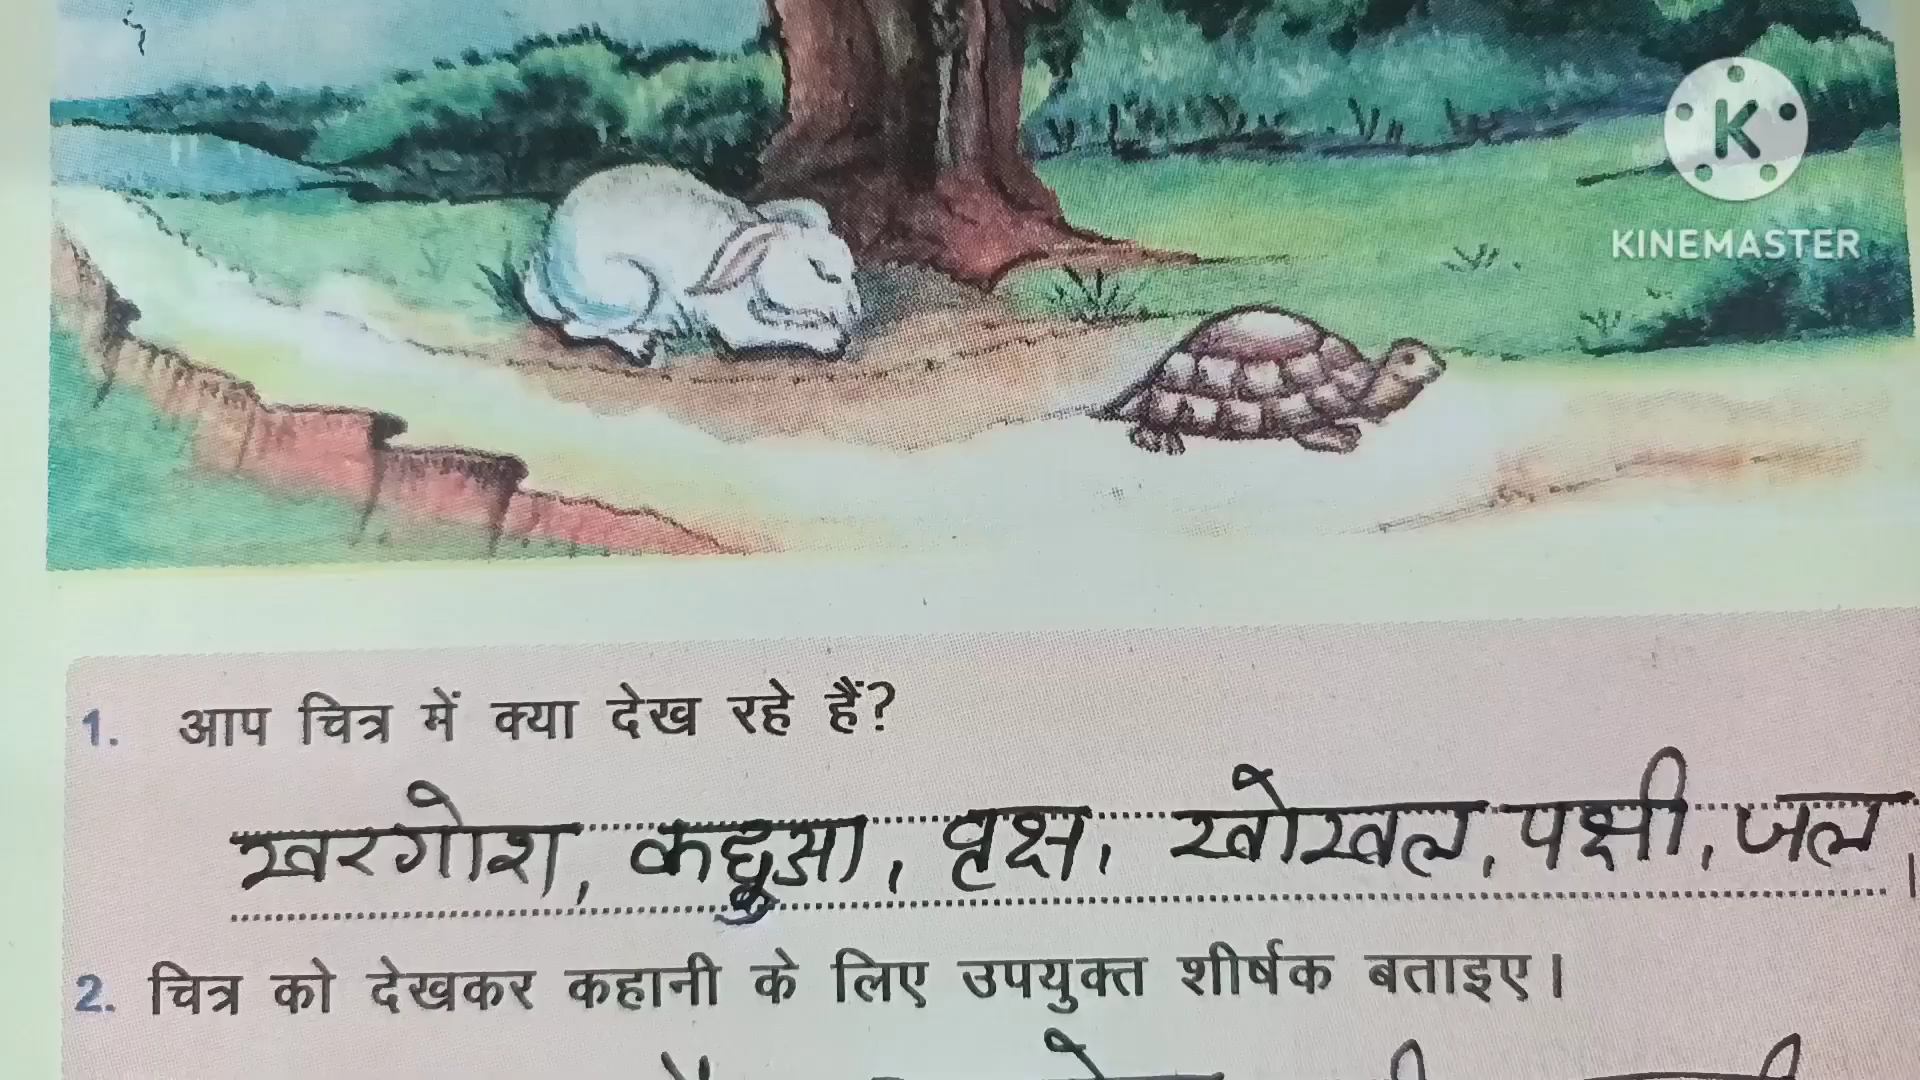 K
KINEMASTER
1. आप चित्र में क्या देख रहे हैं?
खरगोश, कछुआ, वृक्ष, खोखल, पक्षी, जल।
2. चित्र को देखकर कहानी के लिए उपयुक्त शीर्षक बताइए।